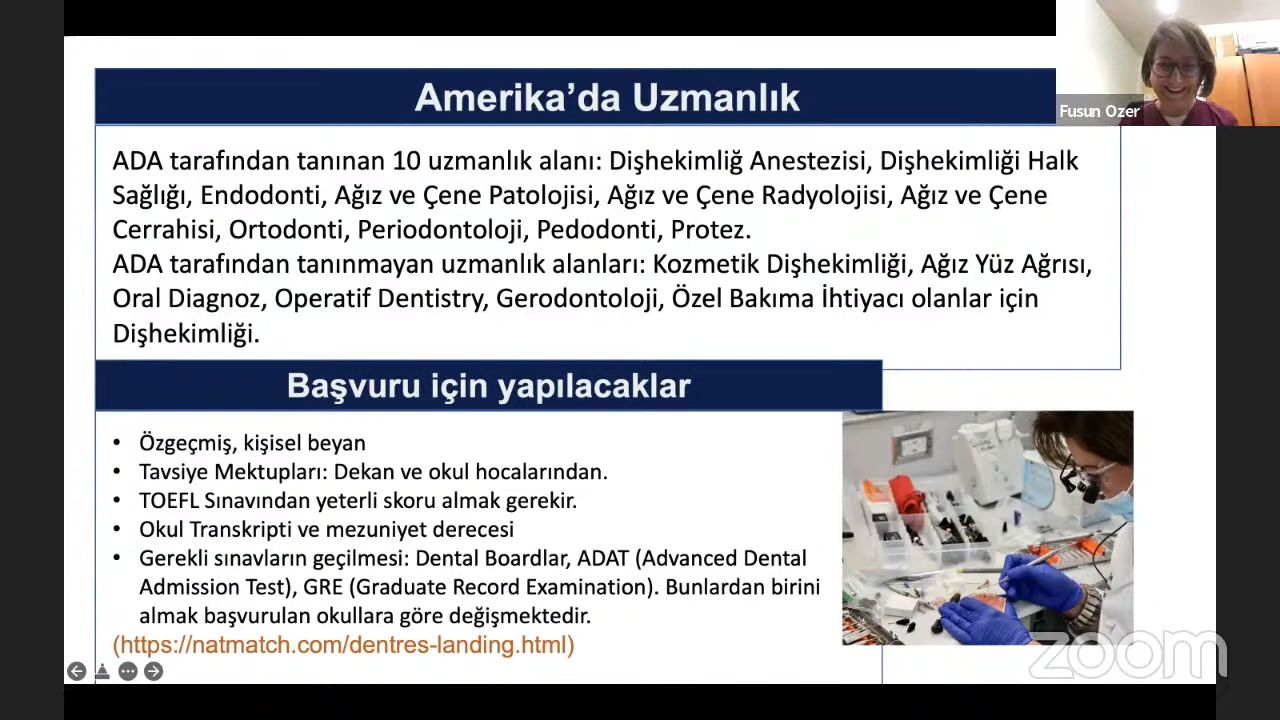 Amerika’da Uzmanlık
Fusun Ozer
ADA tarafından tanınan 10 uzmanlık alanı: Dişhekimliğ Anestezisi, Dişhekimliği Halk
Sağlığı, Endodonti, Ağız ve Çene Patolojisi, Ağız ve Çene Radyolojisi, Ağız ve Çene
Cerrahisi, Ortodonti, Periodontoloji, Pedodonti, Protez.
ADA tarafından tanınmayan uzmanlık alanları: Kozmetik Dişhekimliği, Ağız Yüz Ağrısı,
Oral Diagnoz, Operatif Dentistry, Gerodontoloji, Özel Bakıma İhtiyacı olanlar için
Dişhekimliği.
Başvuru için yapılacaklar
• Özgeçmiş, kişisel beyan
• Tavsiye Mektupları: Dekan ve okul hocalarından.
• TOEFL Sınavından yeterli skoru almak gerekir.
• Okul Transkripti ve mezuniyet derecesi
• Gerekli sınavların geçilmesi: Dental Boardlar, ADAT (Advanced Dental
Admission Test), GRE (Graduate Record Examination). Bunlardan birini
almak başvurulan okullara göre değişmektedir.
(https://natmatch.com/dentres-landing.html)
zoom